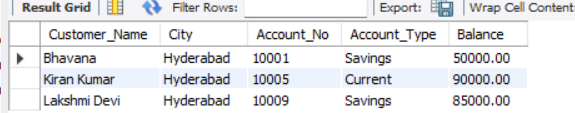 Result Grid Filter Rows: Export: Wrap Cell Content
Customer_Name City Account_No Account_Type Balance
Bhavana Hyderabad 10001 Savings 50000.00
Kiran Kumar Hyderabad 10005 Current 90000.00
Lakshmi Devi Hyderabad 10009 Savings 85000.00